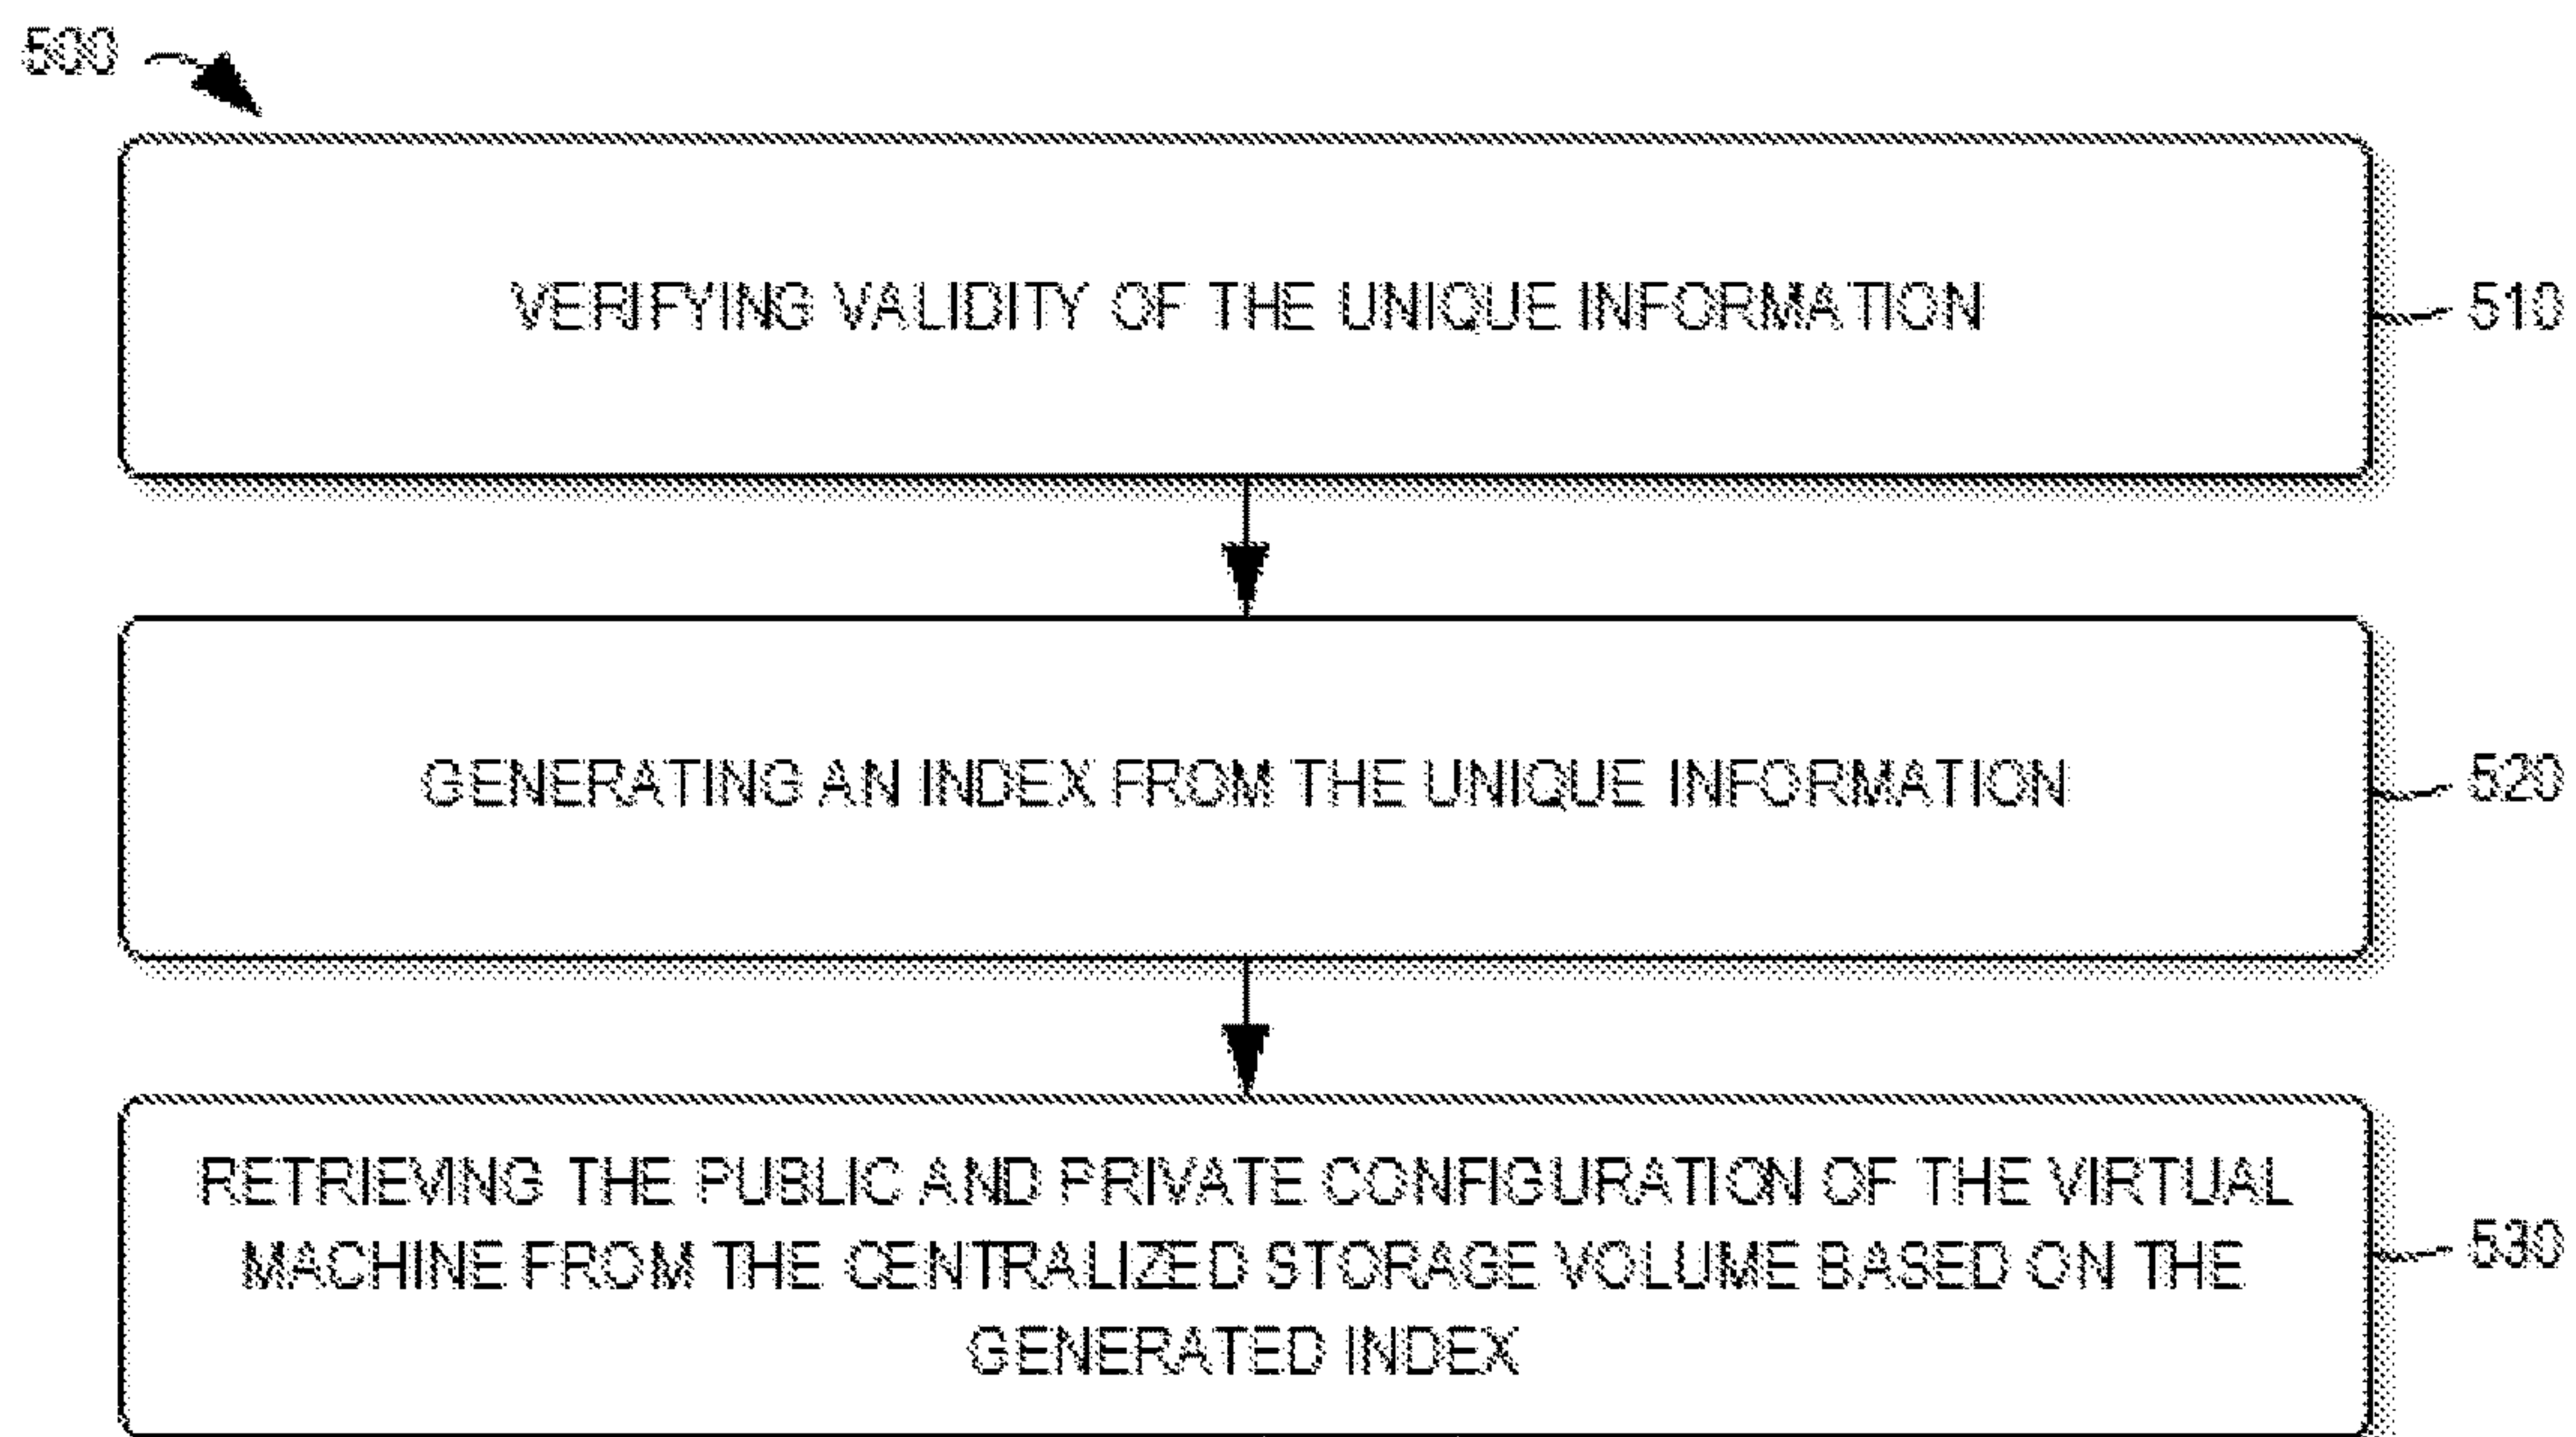 500
VERIFYING VALIDITY OF THE UNIQUE INFORMATION
510
GENERATING AN INDEX FROM THE UNIQUE INFORMATION
520
RETRIEVING THE PUBLIC AND PRIVATE CONFIGURATION OF THE VIRTUAL
MACHINE FROM THE CENTRALIZED STORAGE VOLUME BASED ON THE
GENERATED INDEX
530